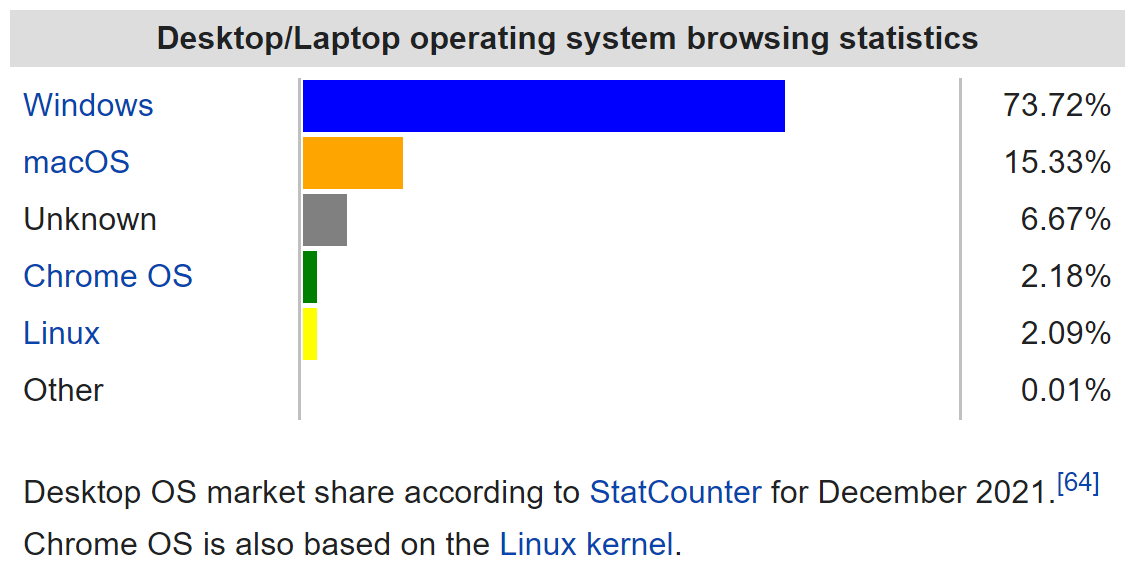 Desktop/Laptop operating system browsing statistics
Windows 73.72%
macOS 15.33%
Unknown 6.67%
Chrome OS 2.18%
Linux 2.09%
Other 0.01%
Desktop OS market share according to StatCounter for December 2021.[64]
Chrome OS is also based on the Linux kernel.